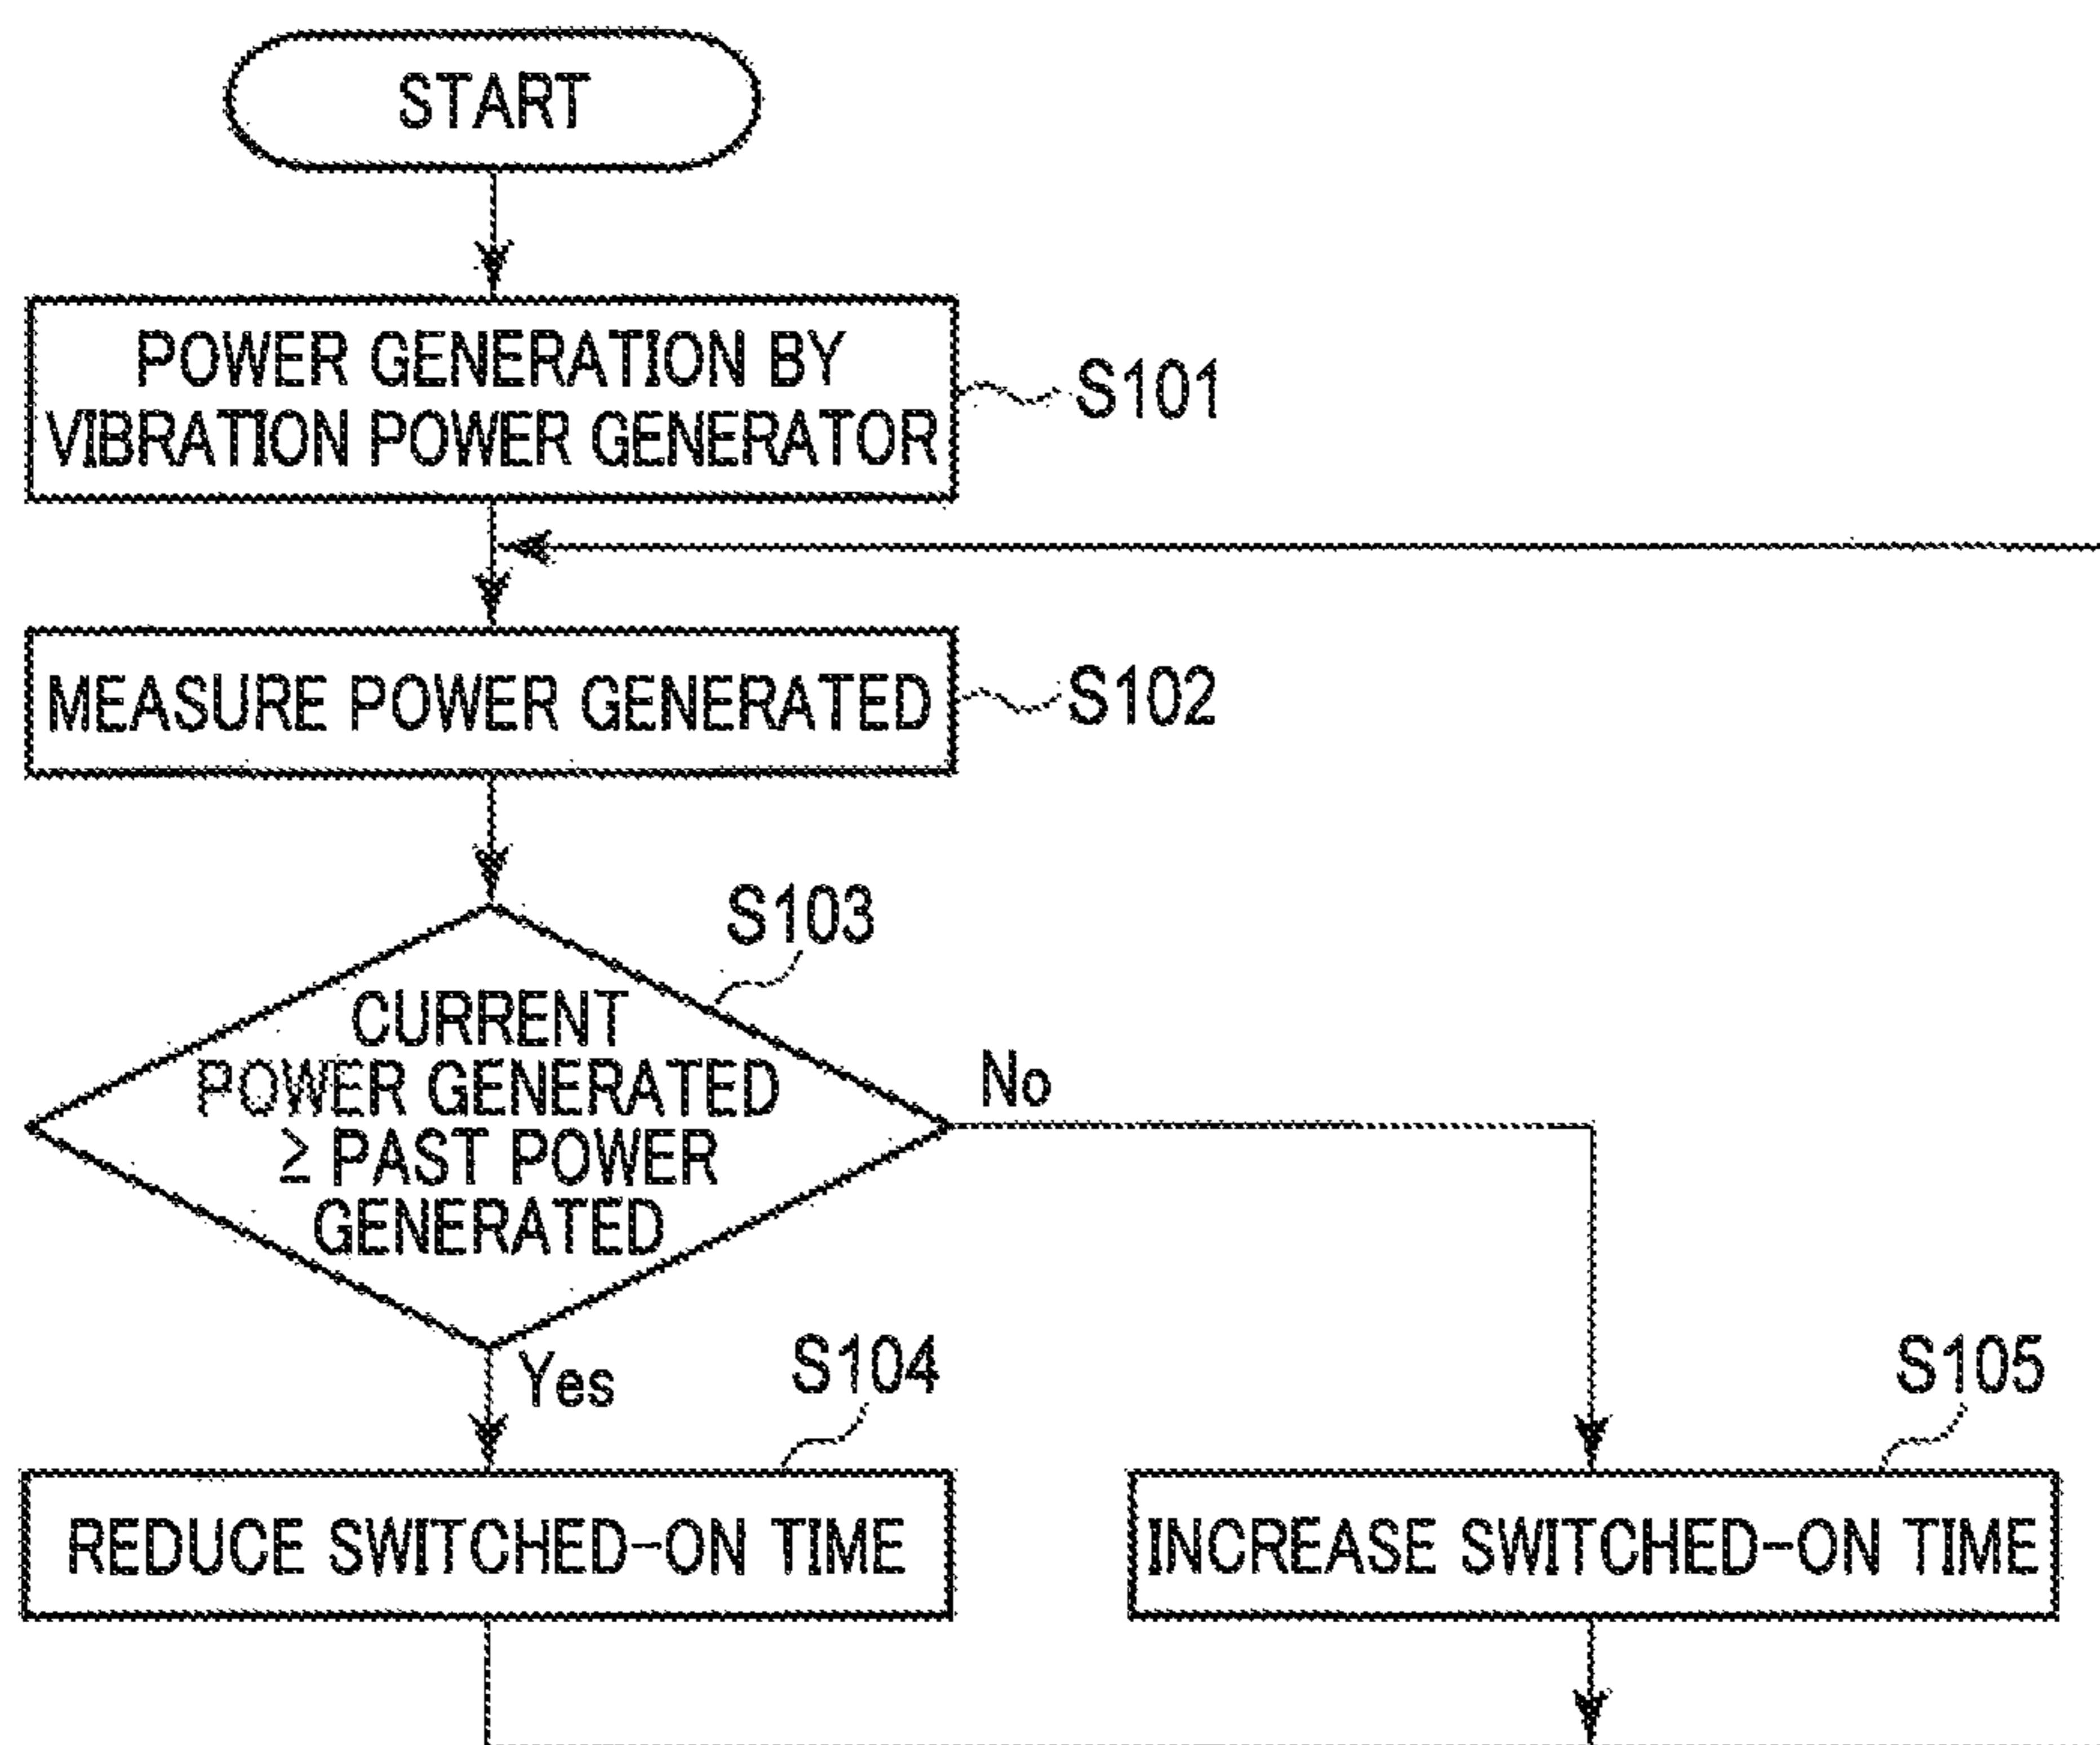 START
POWER GENERATION BY
VIBRATION POWER GENERATOR
S101
MEASURE POWER GENERATED
S102
S103
CURRENT
POWER GENERATED
≥ PAST POWER
GENERATED
No
Yes
S104
S105
REDUCE SWITCHED-ON TIME
INCREASE SWITCHED-ON TIME